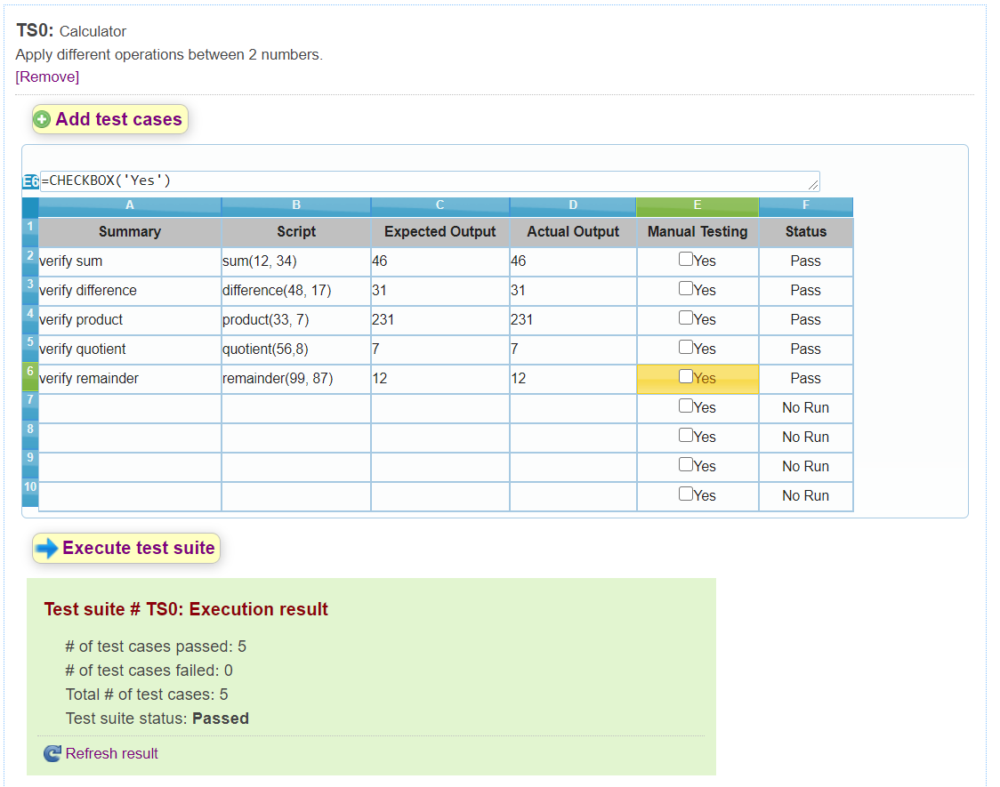 TS0: Calculator
Apply different operations between 2 numbers.
[Remove]
Add test cases
E6 =CHECKBOX('Yes')
A B C D E F
1 Summary Script Expected Output Actual Output Manual Testing Status
2 verify sum sum(12, 34) 46 46 Yes Pass
3 verify difference difference(48, 17) 31 31 Yes Pass
4 verify product product(33, 7) 231 231 Yes Pass
5 verify quotient quotient(56,8) 7 7 Yes Pass
6 verify remainder remainder(99, 87) 12 12 Yes Pass
7 Yes No Run
8 Yes No Run
9 Yes No Run
10 Yes No Run
Execute test suite
Test suite # TS0: Execution result
# of test cases passed: 5
# of test cases failed: 0
Total # of test cases: 5
Test suite status: Passed
Refresh result